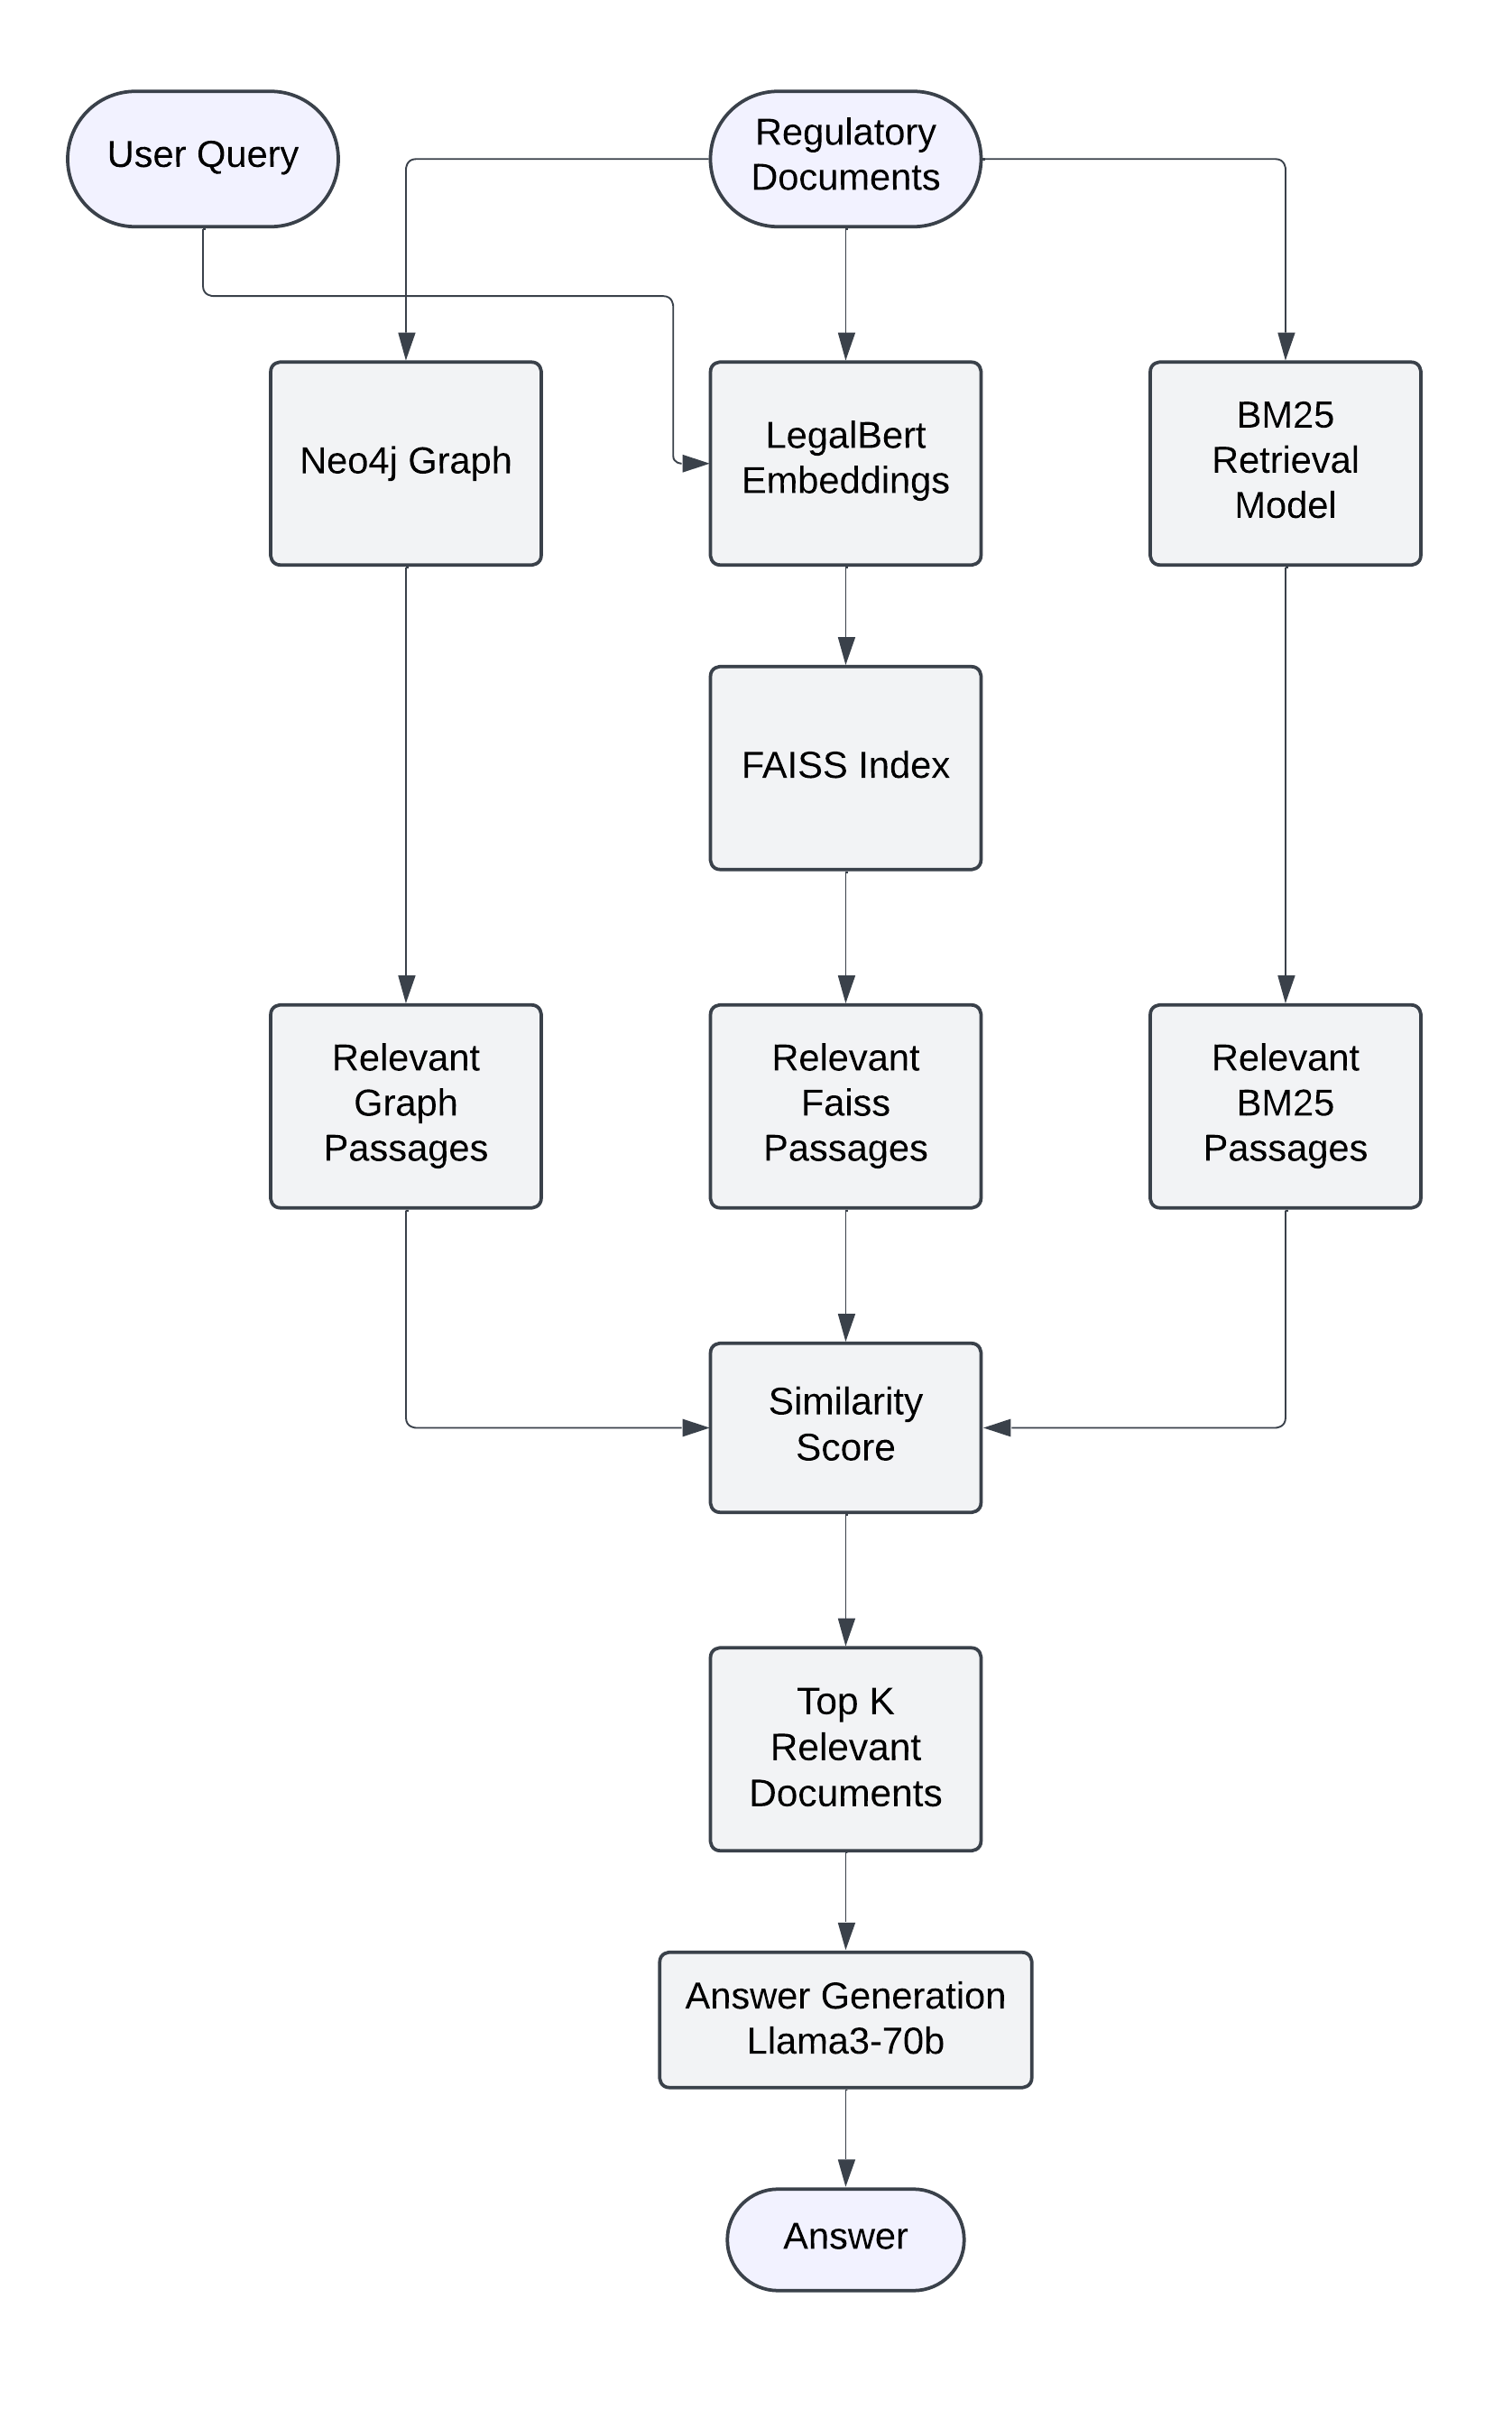 User Query
Regulatory
Documents
Neo4j Graph
LegalBert
Embeddings
BM25
Retrieval
Model
FAISS Index
Relevant
Graph
Passages
Relevant
Faiss
Passages
Relevant
BM25
Passages
Similarity
Score
Top K
Relevant
Documents
Answer Generation
Llama3-70b
Answer